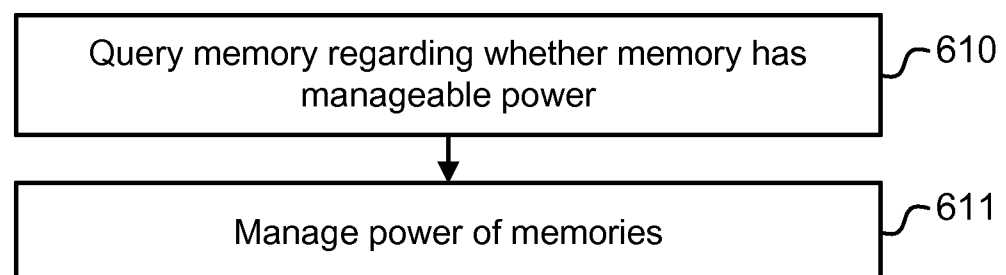 Query memory regarding whether memory has
610
manageable power
Manage power of memories
611